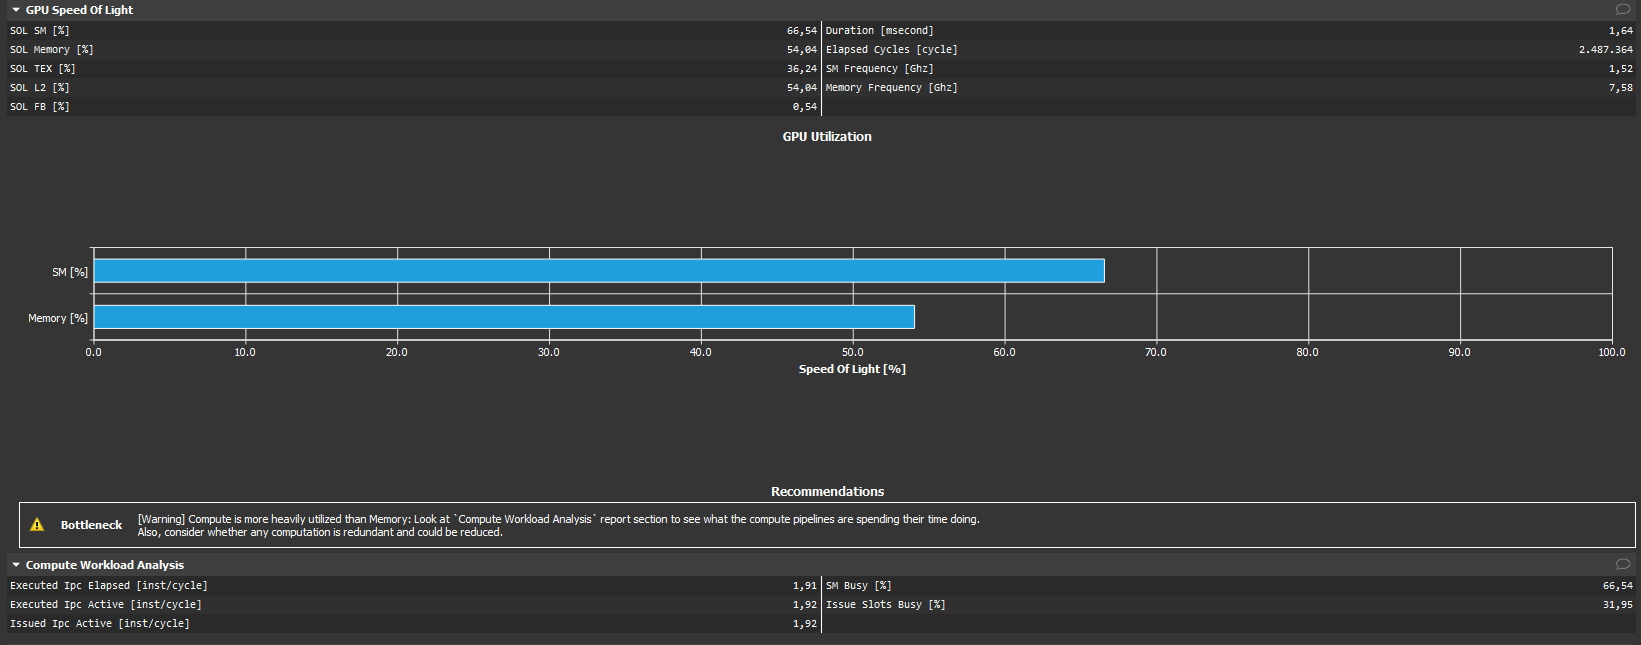 GPU Speed Of Light
SOL SM [%] 66,54 Duration [msecond] 1,64
SOL Memory [%] 54,04 Elapsed Cycles [cycle] 2.487.364
SOL TEX [%] 36,24 SM Frequency [Ghz] 1,52
SOL L2 [%] 54,04 Memory Frequency [Ghz] 7,58
SOL FB [%] 0,54
GPU Utilization
SM [%]
Memory [%]
0.0 10.0 20.0 30.0 40.0 50.0 60.0 70.0 80.0 90.0 100.0
Speed Of Light [%]
Recommendations
Bottleneck
[Warning] Compute is more heavily utilized than Memory: Look at `Compute Workload Analysis` report section to see what the compute pipelines are spending their time doing.
Also, consider whether any computation is redundant and could be reduced.
Compute Workload Analysis
Executed Ipc Elapsed [inst/cycle] 1,91 SM Busy [%] 66,54
Executed Ipc Active [inst/cycle] 1,92 Issue Slots Busy [%] 31,95
Issued Ipc Active [inst/cycle] 1,92